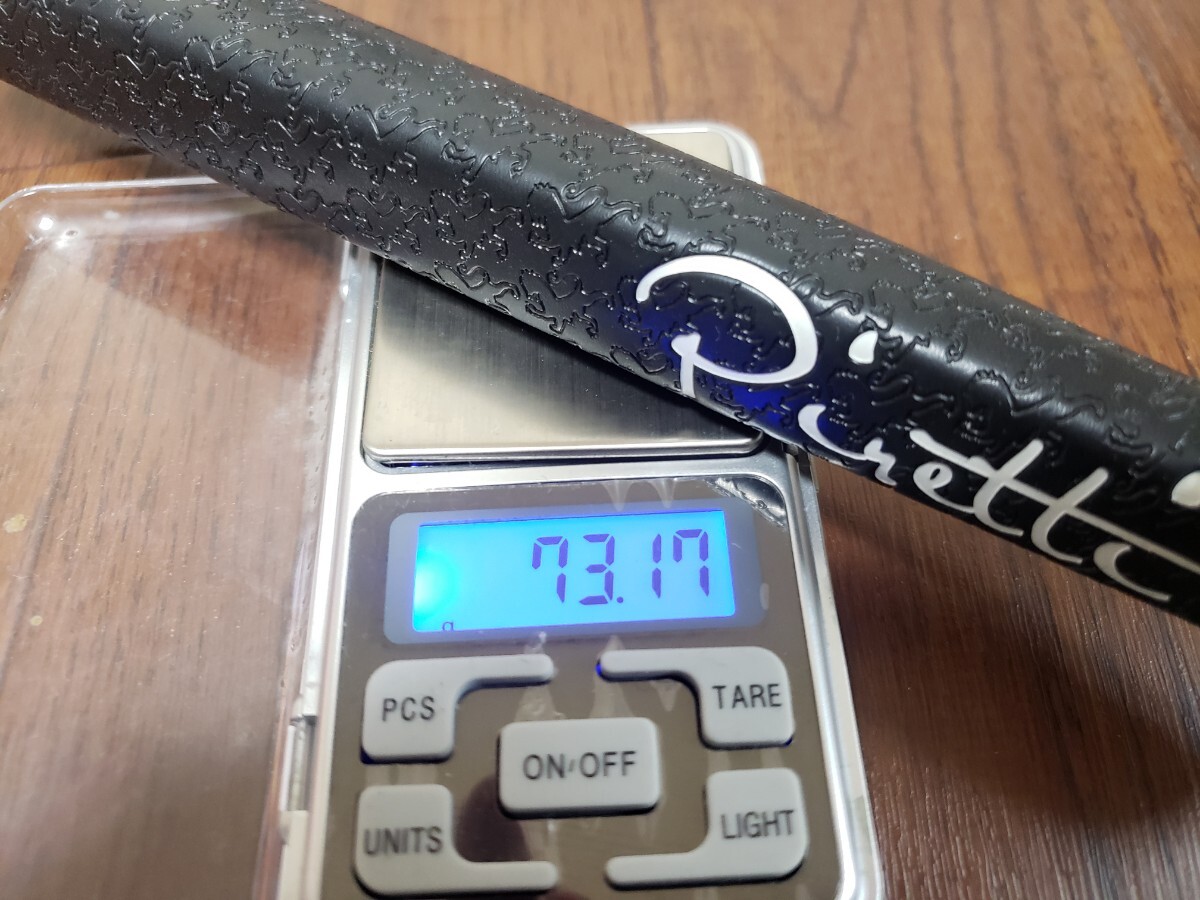 Piretti
73.17
g
PCS
TARE
ON/OFF
UNITS
LIGHT